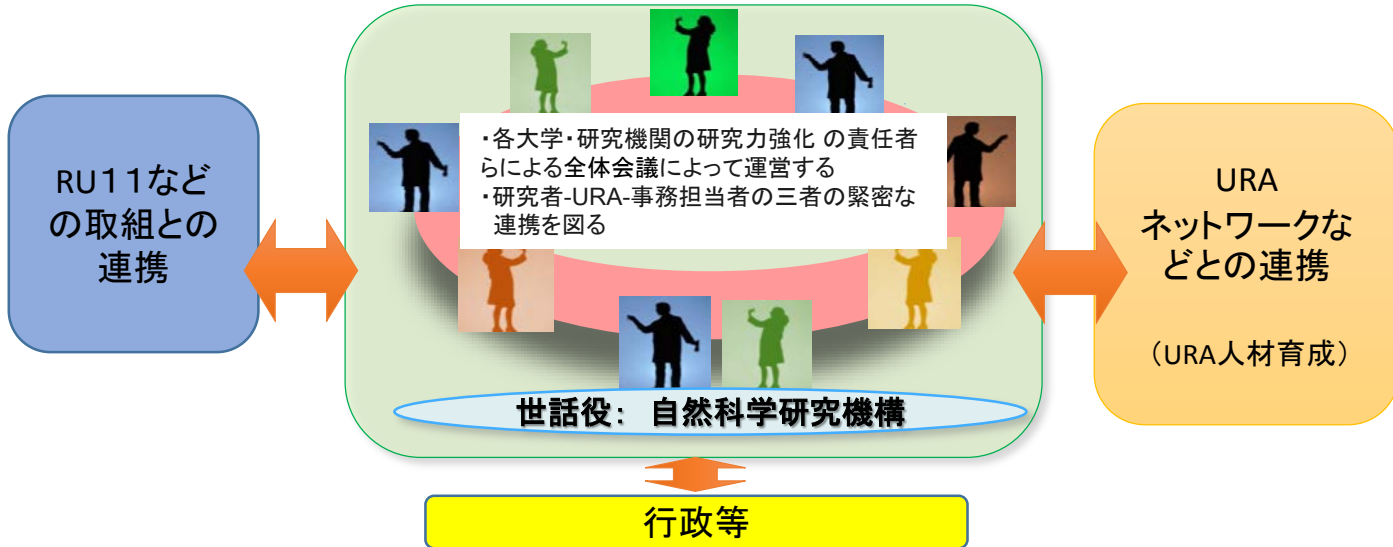 RU11など
の取組との
連携
・各大学・研究機関の研究力強化 の責任者
らによる全体会議によって運営する
・研究者-URA-事務担当者の三者の緊密な
連携を図る
世話役： 自然科学研究機構
URA
ネットワークな
どとの連携
（URA人材育成）
行政等